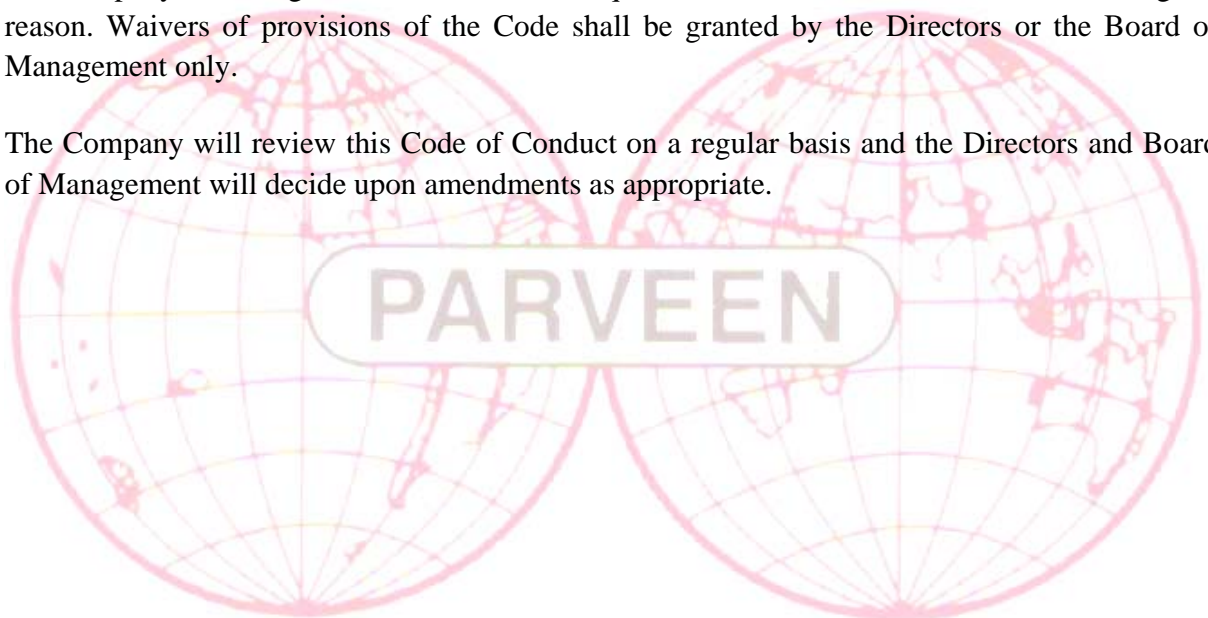 reason. Waivers of provisions of the Code shall be granted by the Directors or the Board o
Management only.
The Company will review this Code of Conduct on a regular basis and the Directors and Board
of Management will decide upon amendments as appropriate.
PARVEEN